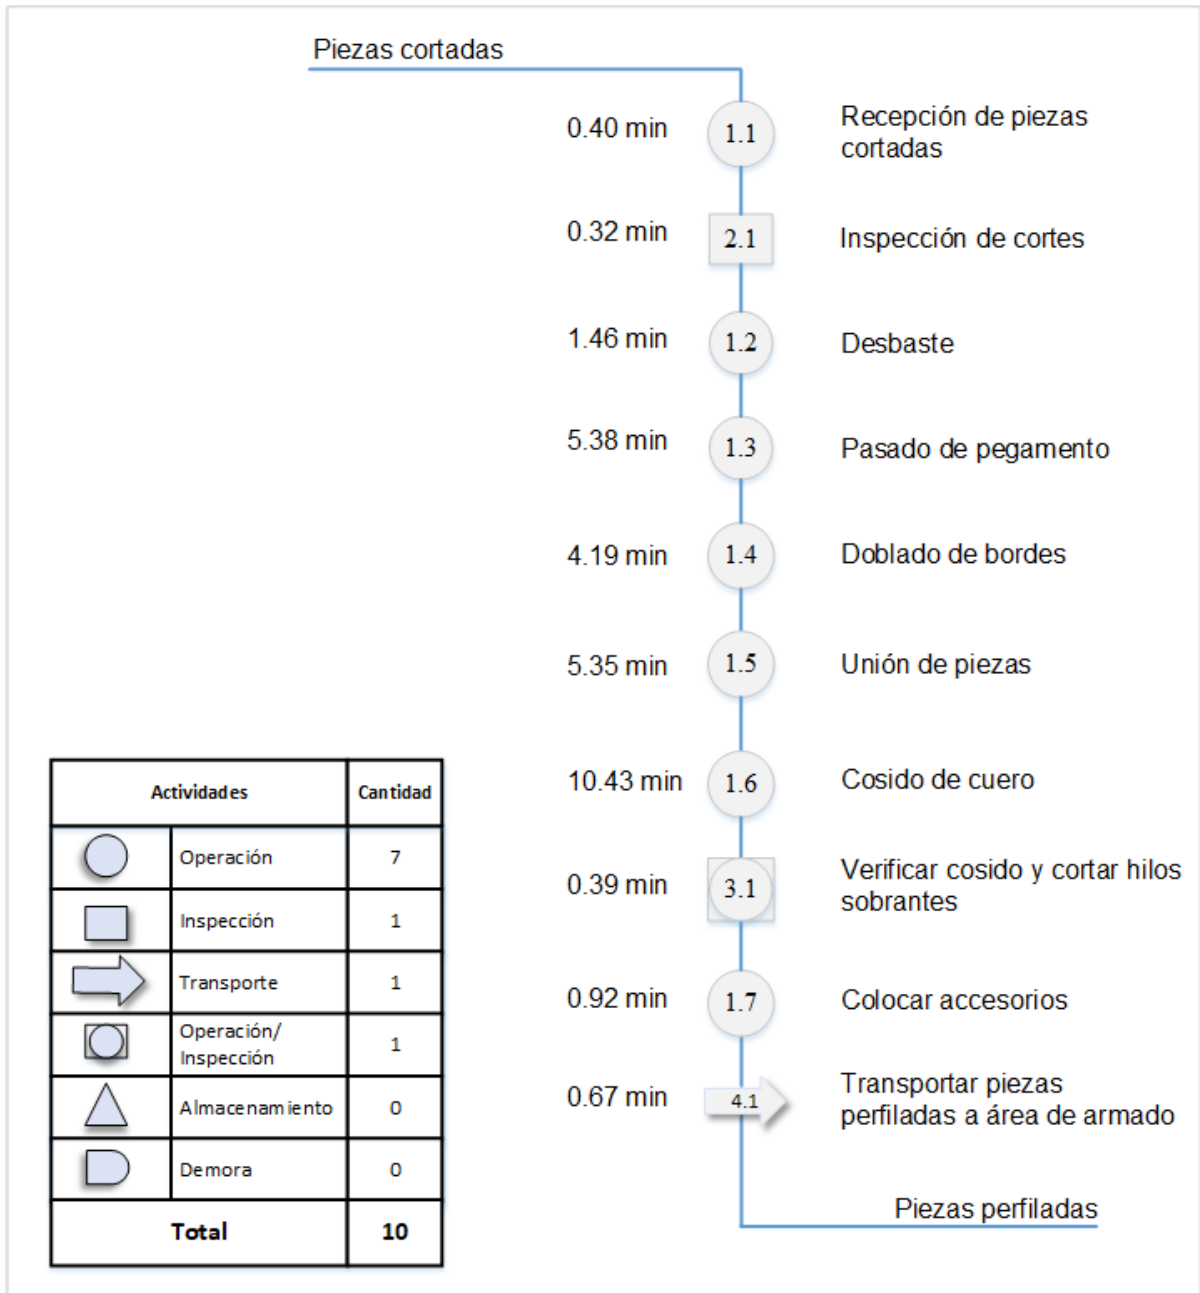 Piezas cortadas
0.40 min
1.1
Recepción de piezas
cortadas
0.32 min
2.1
Inspección de cortes
1.46 min
1.2
Desbaste
5.38 min
1.3
Pasado de pegamento
4.19 min
1.4
Doblado de bordes
5.35 min
1.5
Unión de piezas
10.43 min
1.6
Cosido de cuero
0.39 min
3.1
Verificar cosido y cortar hilos
sobrantes
0.92 min
1.7
Colocar accesorios
0.67 min
4.1
Transportar piezas
perfiladas a área de armado
Piezas perfiladas
Actividades Cantidad
Operación 7
Inspección 1
Transporte 1
Operación/
Inspección 1
Almacenamiento 0
Demora 0
Total 10